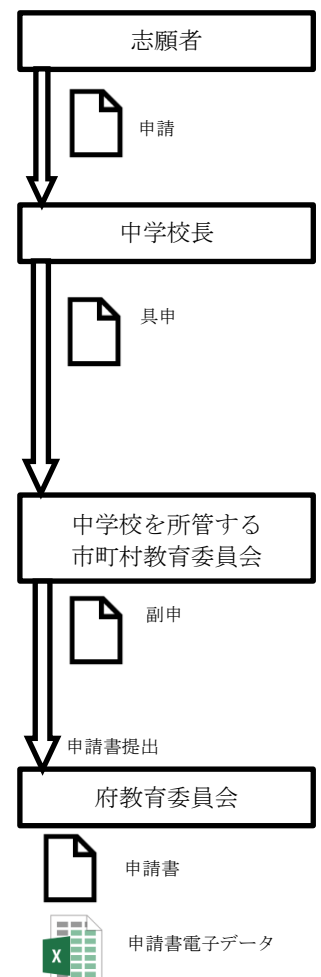 志願者
申請
中学校長
具申
中学校を所管する
市町村教育委員会
副申
申請書提出
府教育委員会
申請書
X
申請書電子データ